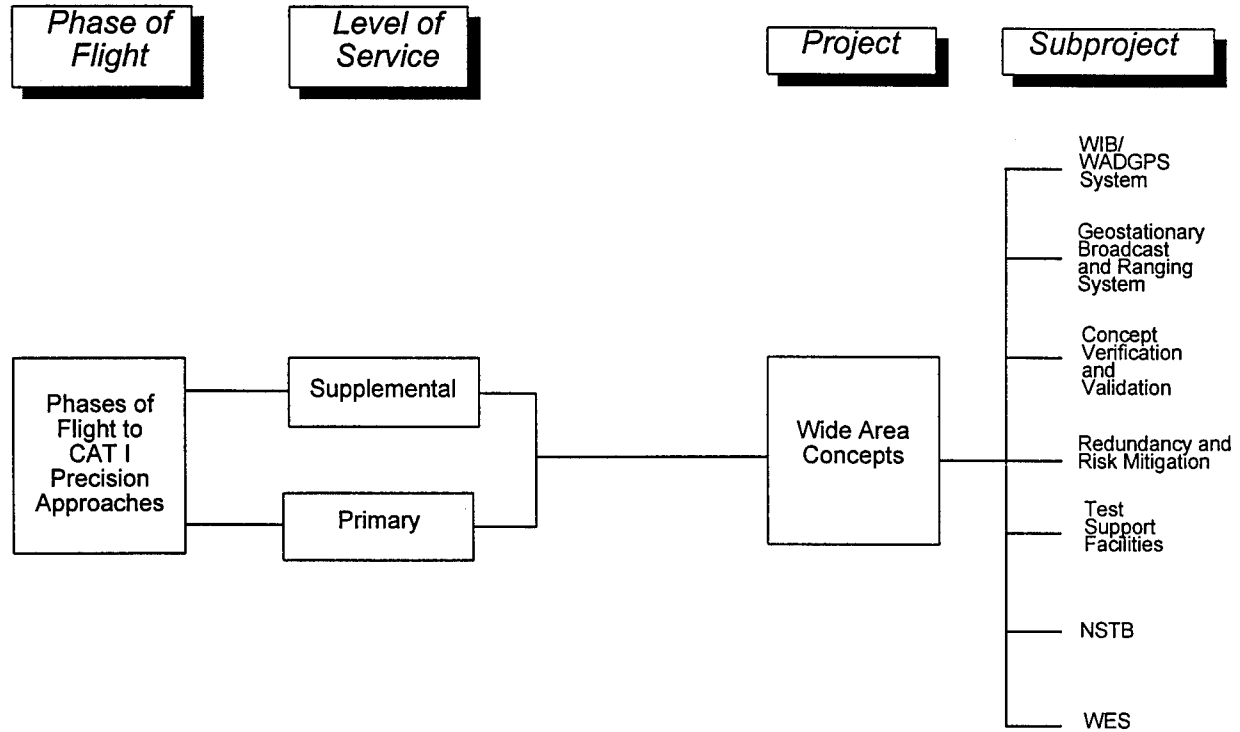 Phase of
Flight
Level of
Service
Project
Subproject
Phases of
Flight to
CAT I
Precision
Approaches
Supplemental
Primary
Wide Area
Concepts
WIB/
WADGPS
System
Geostationary
Broadcast
and Ranging
System
Concept
Verification
and
Validation
Redundancy and
Risk Mitigation
Test
Support
Facilities
NSTB
WES